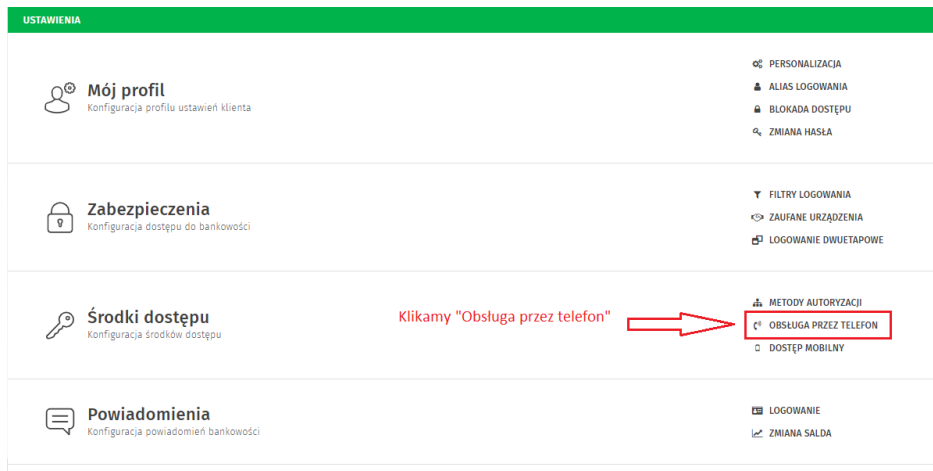 USTAWIENIA
Mój profil
Konfiguracja profilu ustawień klienta
PERSONALIZACJA
ALIAS LOGOWANIA
BLOKADA DOSTĘPU
ZMIANA HASŁA
Zabezpieczenia
Konfiguracja dostępu do bankowości
FILTRY LOGOWANIA
ZAUFANE URZĄDZENIA
LOGOWANIE DWUETAPOWE
Środki dostępu
Konfiguracja środków dostępu
Klikamy "Obsługa przez telefon"
METODY AUTORYZACJI
OBSŁUGA PRZEZ TELEFON
DOSTĘP MOBILNY
Powiadomienia
Konfiguracja powiadomień bankowości
LOGOWANIE
ZMIANA SALDA